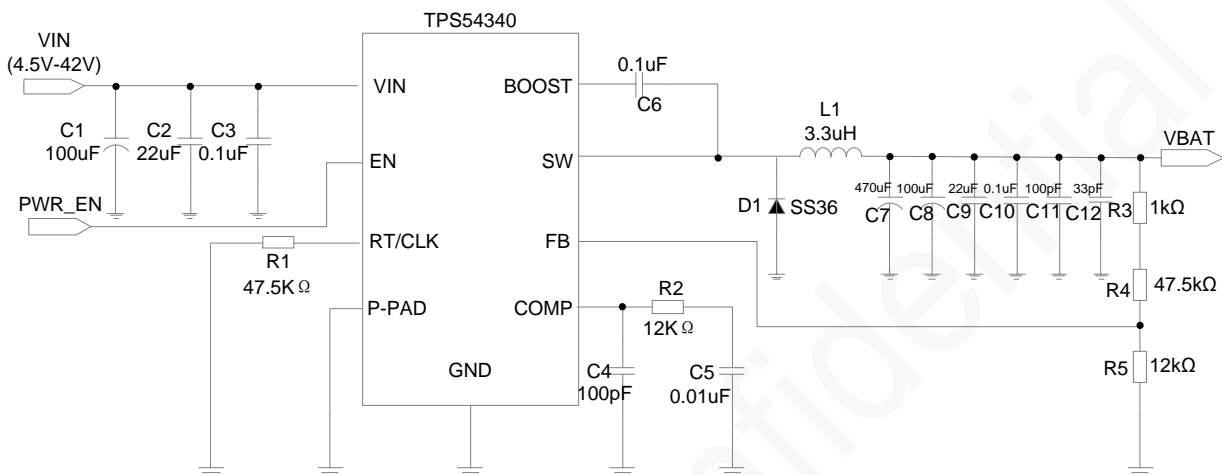 TPS54340
VIN
(4.5V-42V)
VIN
BOOST
0.1uF
C6
L1
3.3uH
VBAT
C1
100uF
C2
22uF
C3
0.1uF
EN
SW
PWR_EN
D1
SS36
470uF
C7
100uF
C8
22uF
C9
0.1uF
C10
100pF
C11
33pF
C12
R3
1kΩ
RT/CLK
FB
R1
47.5KΩ
R4
47.5kΩ
P-PAD
COMP
R2
12KΩ
GND
C4
100pF
C5
0.01uF
R5
12kΩ
nfidential